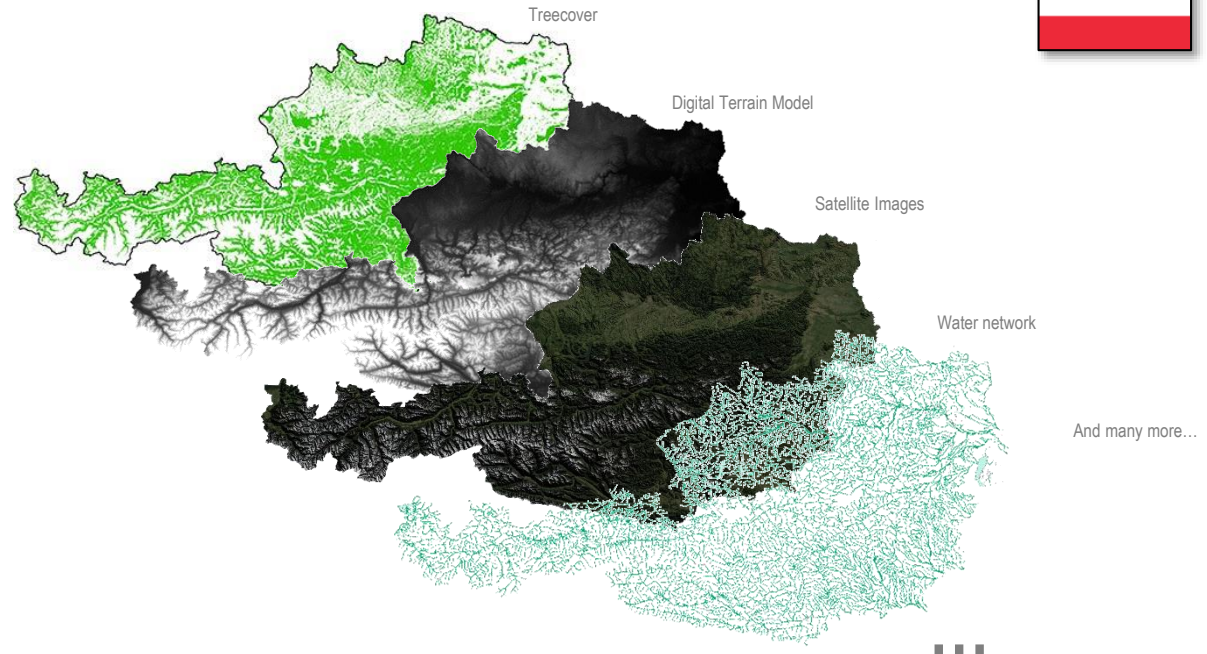 Treecover
Digital Terrain Model
Satellite Images
Water network
And many more…